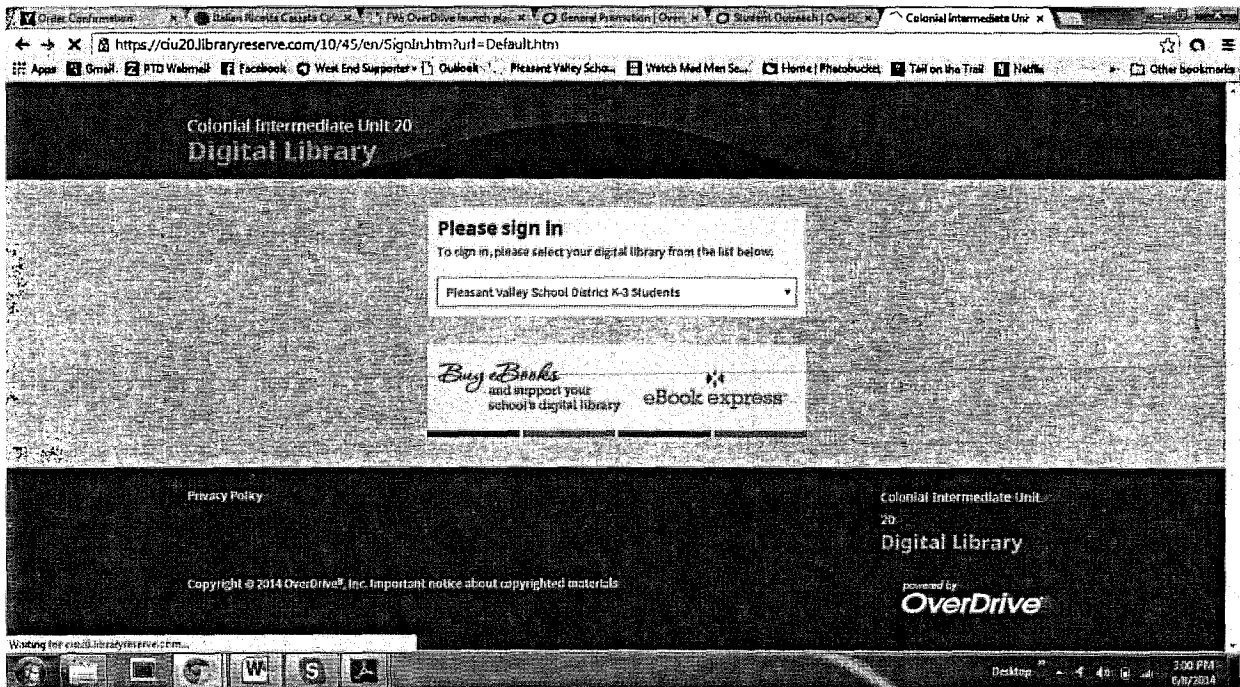 Order Confirmation
Italian Ricotta Cassata
FW: OverDrive launch
General Promotion | Over
Student Outreach | OverD
Colonial Intermediate Uni
https://ciu20.libraryreserve.com/10/45/en/SignIn.htm?url=Default.htm
Apps Gmail PTD Webmail Facebook West End Supporter Outlook Pleasant Valley Schoo... Watch Mad Men Se... Home | Photobucket Tail on the Trail Netflix Other bookmarks
Colonial Intermediate Unit 20
Digital Library
Please sign in
To sign in, please select your digital library from the list below.
Pleasant Valley School District K-3 Students
Buy eBooks
and support your
school's digital library
eBook express
Privacy Policy
Colonial Intermediate Unit
20
Digital Library
Copyright © 2014 OverDrive®, Inc. Important notice about copyrighted materials
powered by
OverDrive
Waiting for ciu20.libraryreserve.com...
Desktop
3:00 PM
6/8/2014